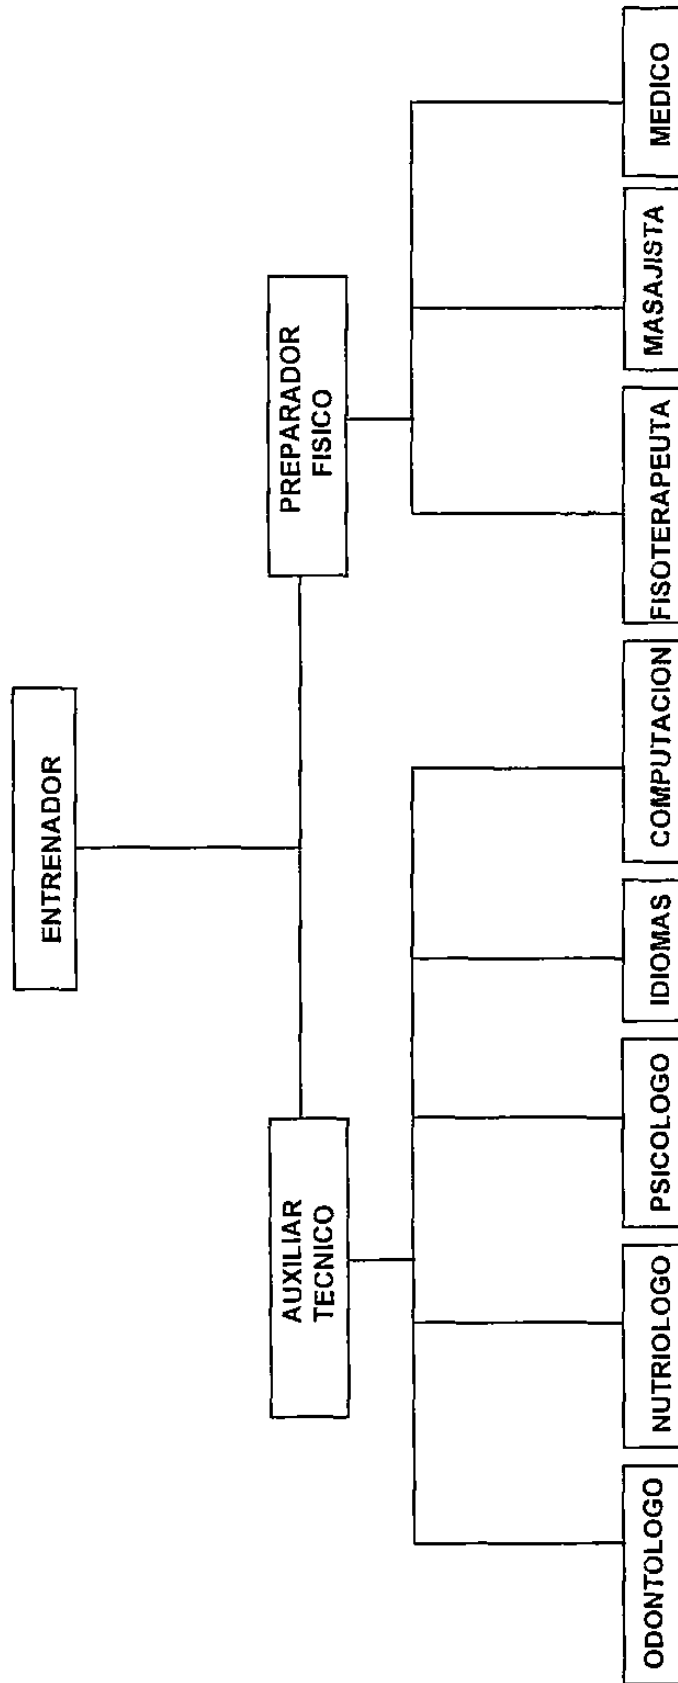 ENTRENADOR
AUXILIAR
TECNICO
PREPARADOR
FISICO
ODONTOLOGO
NUTRIOLOGO
PSICOLOGO
IDIOMAS
COMPUTACION
FISOTERAPEUTA
MASAJISTA
MEDICO